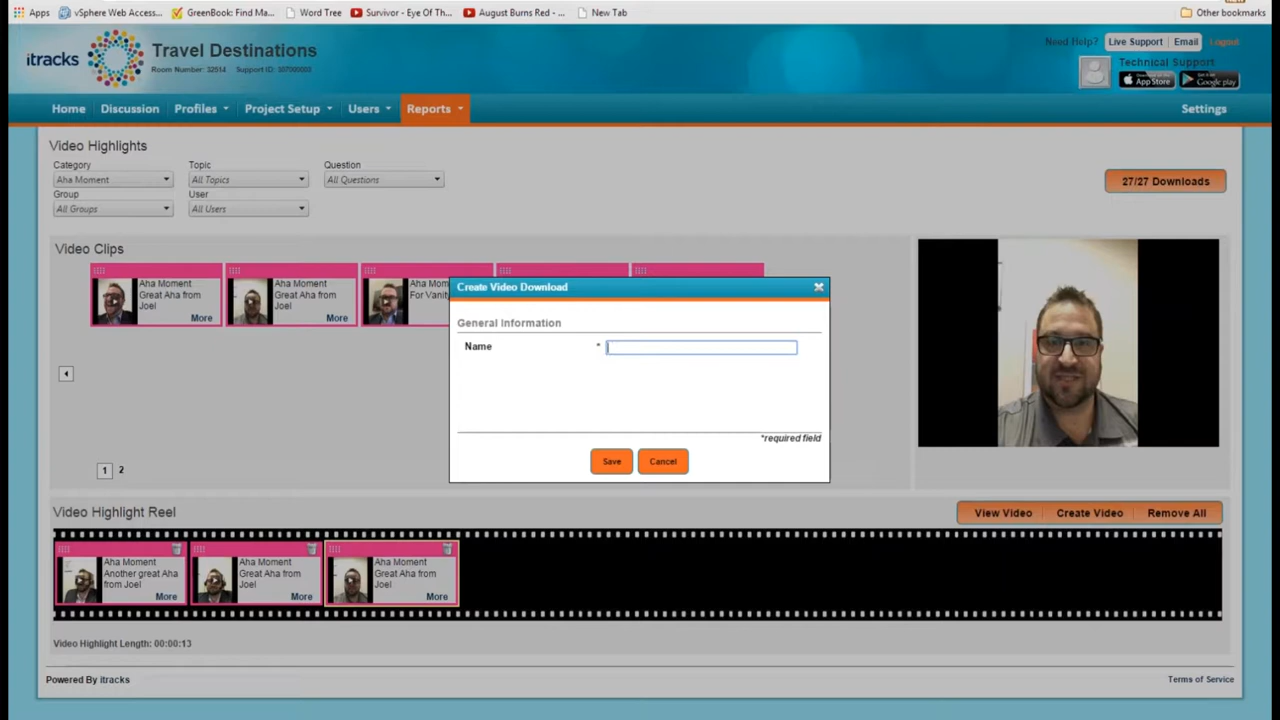 Apps vSphere Web Access... GreenBook: Find Ma... Word Tree Survivor - Eye Of Th... August Burns Red - ... New Tab Other bookmarks
itracks
Travel Destinations
Need Help? Live Support Email Logout
Technical Support
App Store Google play
Home Discussion Profiles Project Setup Users Reports Settings
Video Highlights
Category Topic Question
Aha Moment All Topics All Questions
27/27 Downloads
Group User
All Groups All Users
Video Clips
Aha Moment
Great Aha from
Joel
More
Aha Moment
Great Aha from
Joel
More
Aha Mom
For Vanity
Create Video Download
General Information
Name *
*required field
Save Cancel
1 2
Video Highlight Reel
View Video Create Video Remove All
Aha Moment
Another great Aha
from Joel
More
Aha Moment
Great Aha from
Joel
More
Aha Moment
Great Aha from
Joel
More
Video Highlight Length: 00:00:13
Powered By itracks
Terms of Service